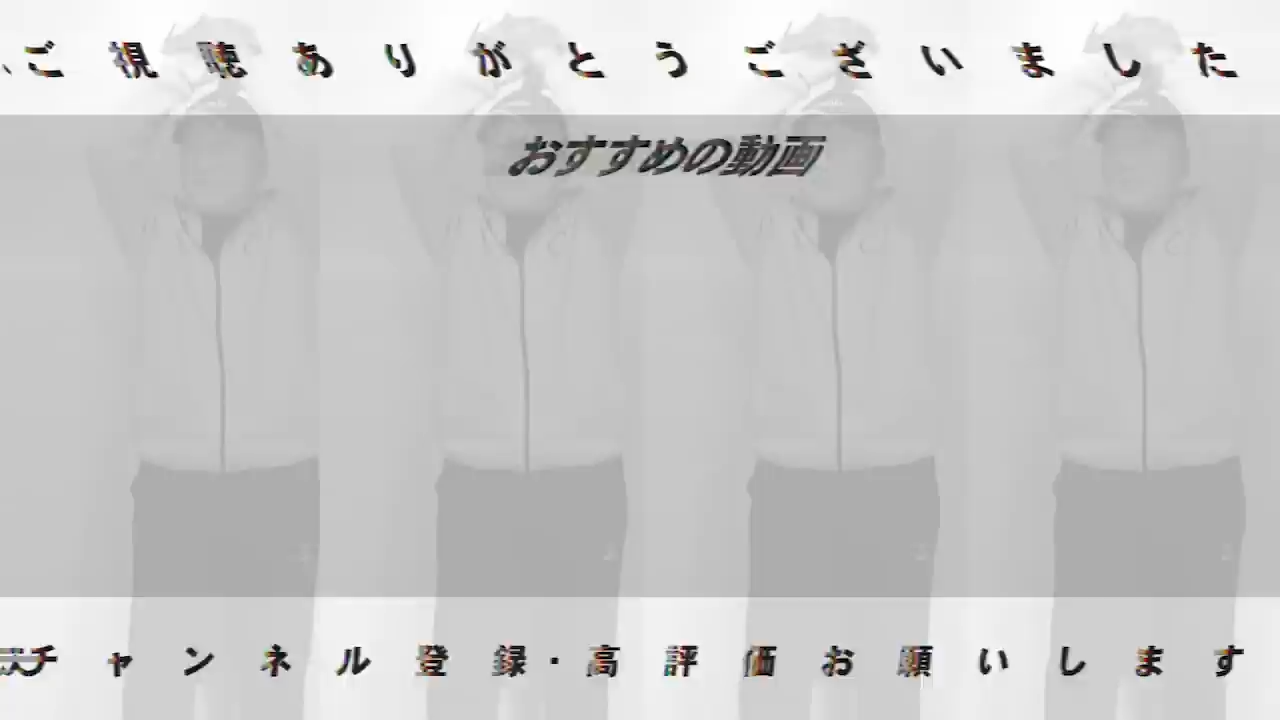 ご視聴ありがとうございました
おすすめの動画
チャンネル登録・高評価お願いします